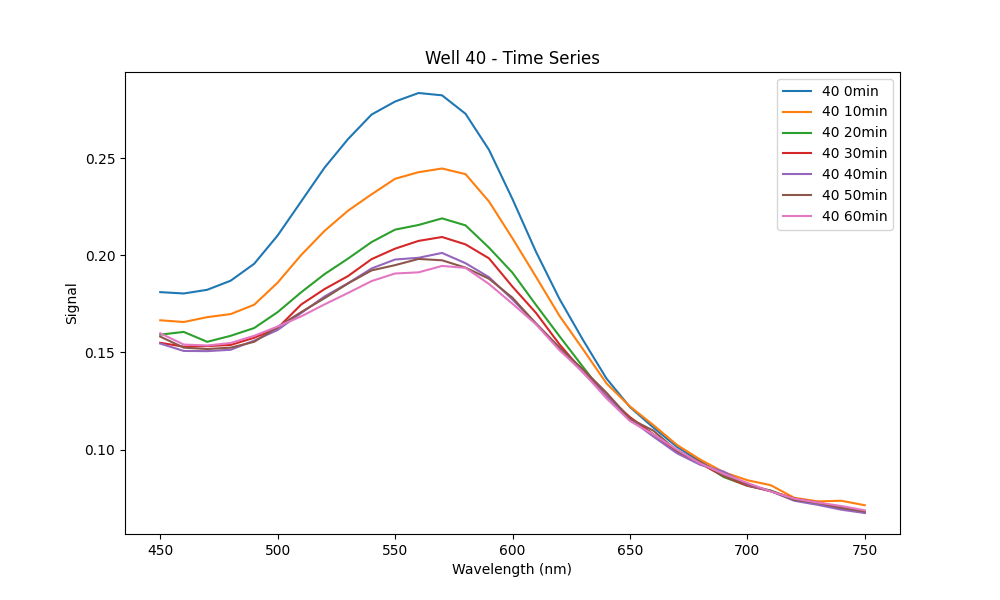 Well 40 - Time Series
Signal
0.25
0.20
0.15
0.10
40 0min
40 10min
40 20min
40 30min
40 40min
40 50min
40 60min
450 500 550 600 650 700 750
Wavelength (nm)